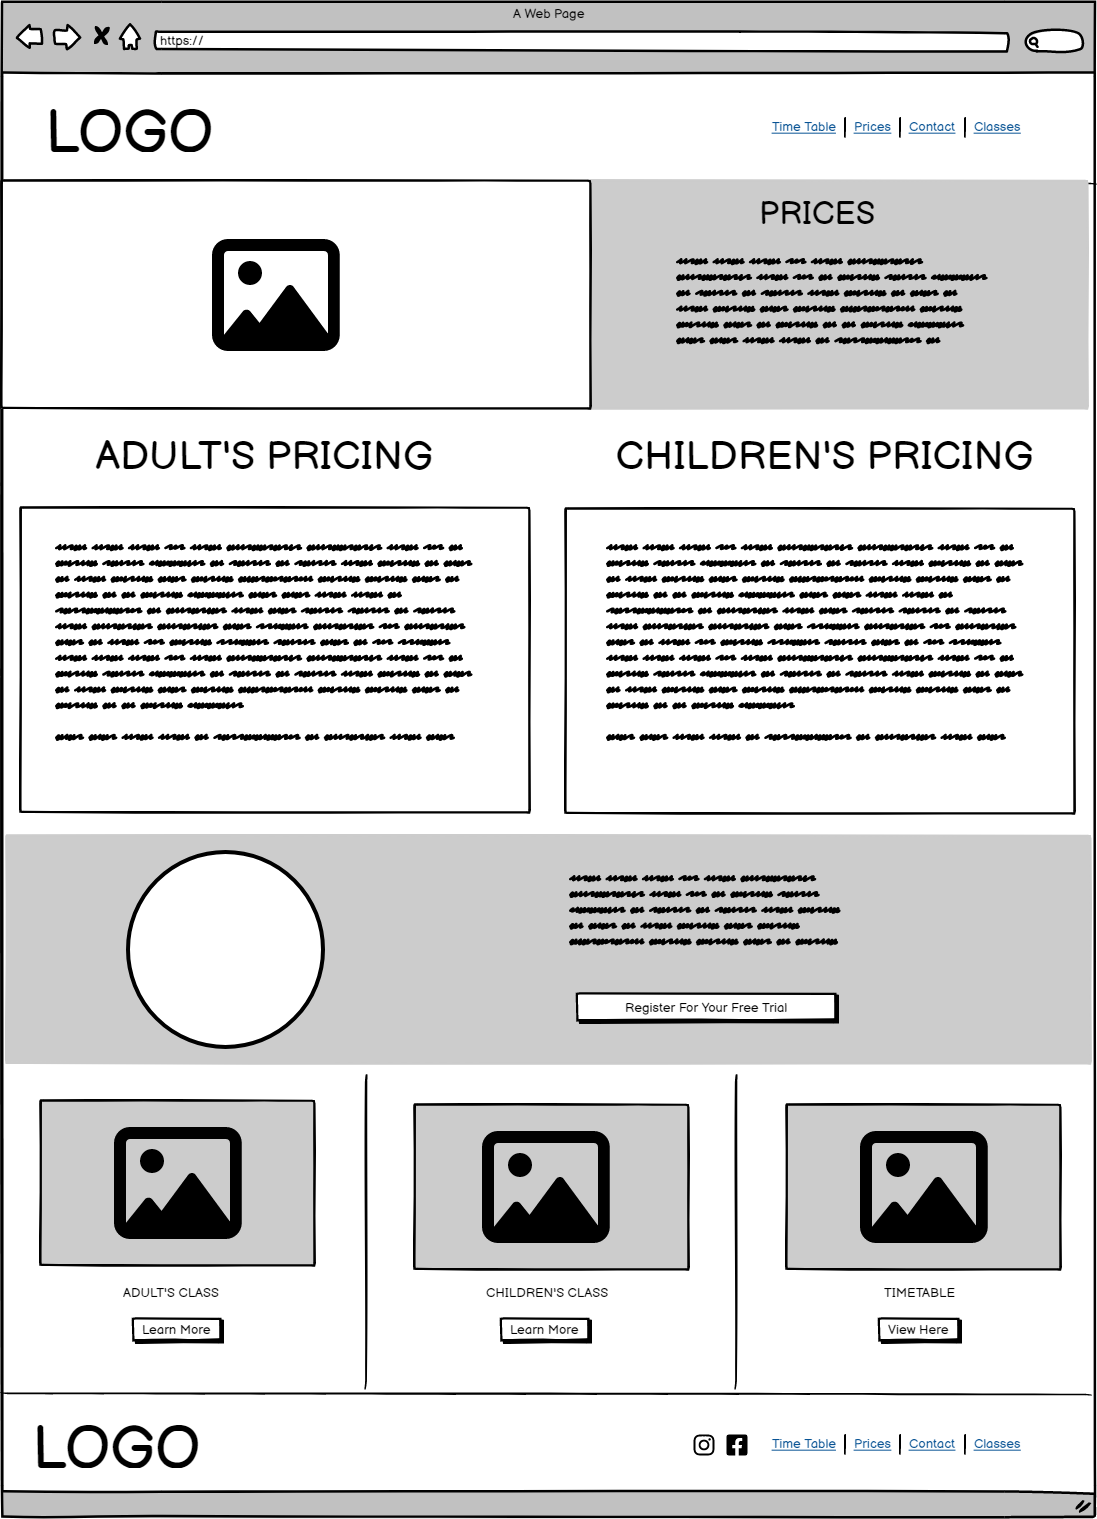 A Web Page
https://
LOGO
Time Table | Prices | Contact | Classes
PRICES
ADULT'S PRICING
CHILDREN'S PRICING
Register For Your Free Trial
ADULT'S CLASS
Learn More
CHILDREN'S CLASS
Learn More
TIMETABLE
View Here
LOGO
Time Table | Prices | Contact | Classes